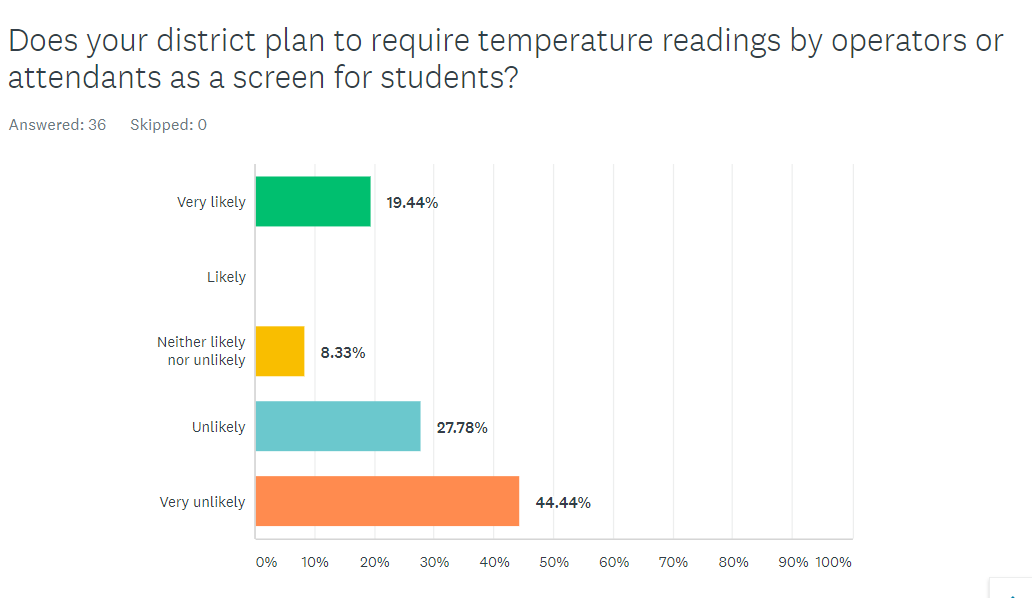 Does your district plan to require temperature readings by operators or
attendants as a screen for students?
Answered: 36 Skipped: 0
Very likely 19.44%
Likely
Neither likely
nor unlikely 8.33%
Unlikely 27.78%
Very unlikely 44.44%
0% 10% 20% 30% 40% 50% 60% 70% 80% 90% 100%